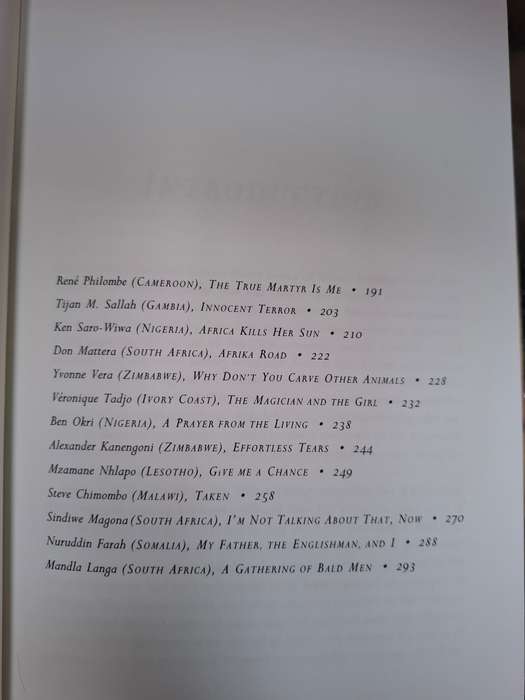 René Philombe (CAMEROON), THE TRUE MARTYR IS ME • 191
Tijan M. Sallah (GAMBIA), INNOCENT TERROR • 203
Ken Saro-Wiwa (NIGERIA), AFRICA KILLS HER SUN • 210
Don Mattera (SOUTH AFRICA), AFRIKA ROAD • 222
Yvonne Vera (ZIMBABWE), WHY DON'T YOU CARVE OTHER ANIMALS • 228
Véronique Tadjo (IVORY COAST), THE MAGICIAN AND THE GIRL • 232
Ben Okri (NIGERIA), A PRAYER FROM THE LIVING • 238
Alexander Kanengoni (ZIMBABWE), EFFORTLESS TEARS • 244
Mzamane Nhlapo (LESOTHO), GIVE ME A CHANCE • 249
Steve Chimombo (MALAWI), TAKEN • 258
Sindiwe Magona (SOUTH AFRICA), I'M NOT TALKING ABOUT THAT, NOW • 270
Nuruddin Farah (SOMALIA), MY FATHER, THE ENGLISHMAN, AND I • 288
Mandla Langa (SOUTH AFRICA), A GATHERING OF BALD MEN • 293